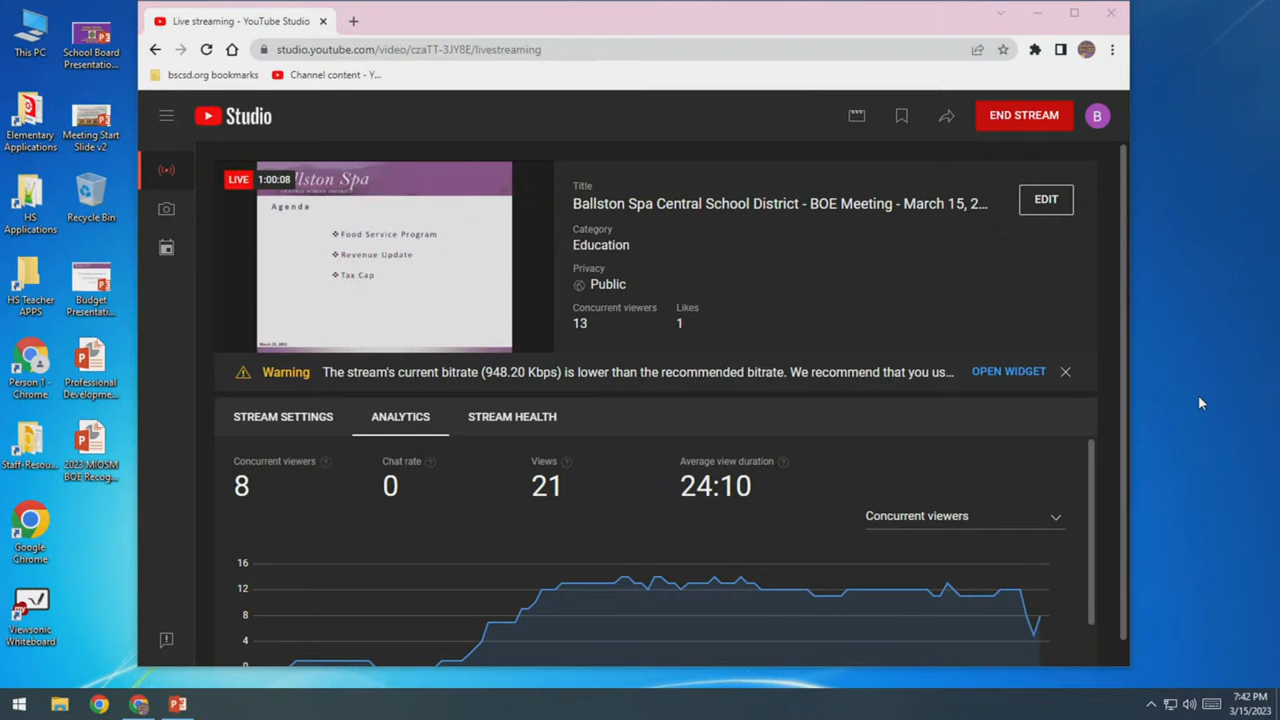 This PC
School Board
Presentatio...
Elementary
Applications
Meeting Start
Slide v2
HS
Applications
Recycle Bin
HS Teacher
APPS
Budget
Presentati...
Person 1 -
Chrome
Professional
Developme...
Staff-Resou...
2023 MIOSM
BOE Recog...
Google
Chrome
Viewsonic
Whiteboard
Live streaming - YouTube Studio
studio.youtube.com/video/czaTT-3JY8E/livestreaming
bscsd.org bookmarks
Channel content - Y...
Studio
END STREAM
B
LIVE 1:00:08
Agenda
Food Service Program
Revenue Update
Tax Cap
Title
Ballston Spa Central School District - BOE Meeting - March 15, 2...
EDIT
Category
Education
Privacy
Public
Concurrent viewers Likes
13 1
Warning The stream's current bitrate (948.20 Kbps) is lower than the recommended bitrate. We recommend that you us... OPEN WIDGET
STREAM SETTINGS ANALYTICS STREAM HEALTH
Concurrent viewers Chat rate Views Average view duration
8 0 21 24:10
Concurrent viewers
16
12
8
4
0
7:42 PM
3/15/2023